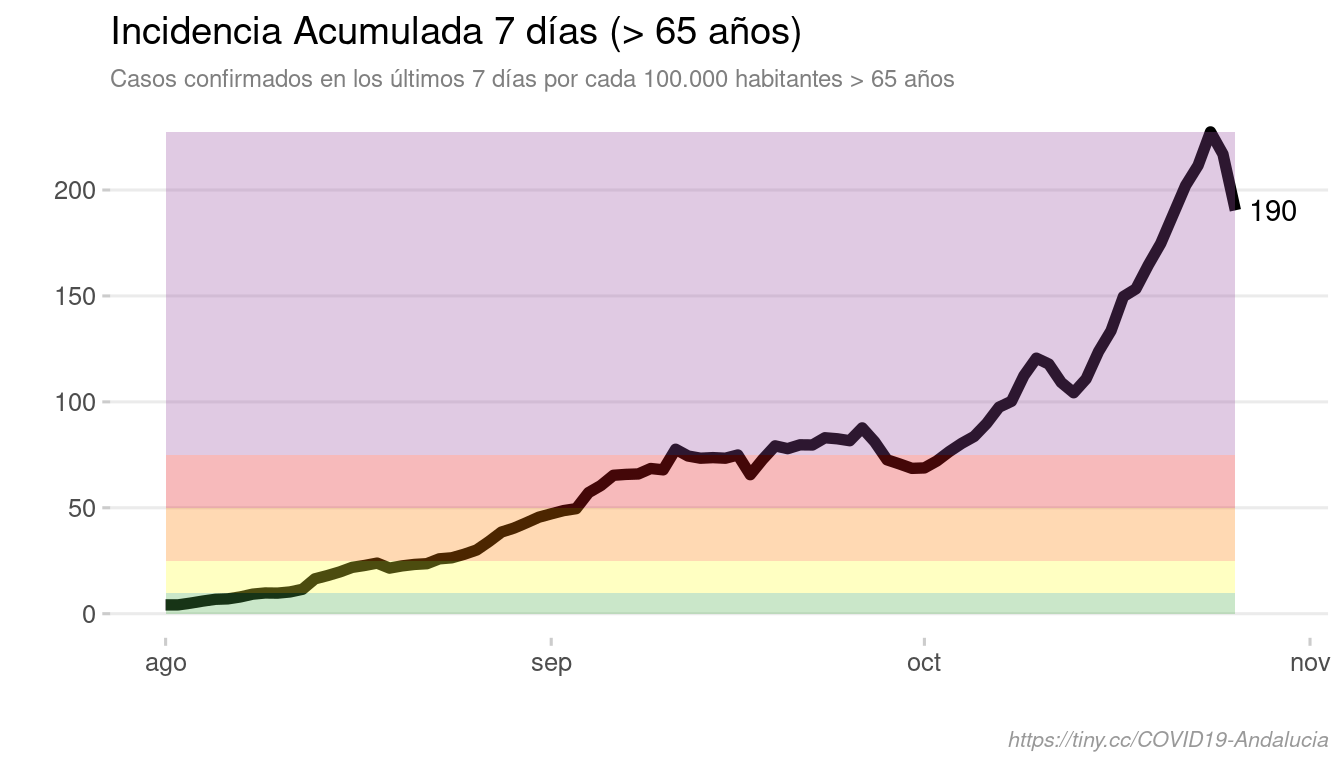 Incidencia Acumulada 7 días (> 65 años)
Casos confirmados en los últimos 7 días por cada 100.000 habitantes > 65 años
200
190
150
100
50
0
ago sep oct nov
https://tiny.cc/COVID19-Andalucia